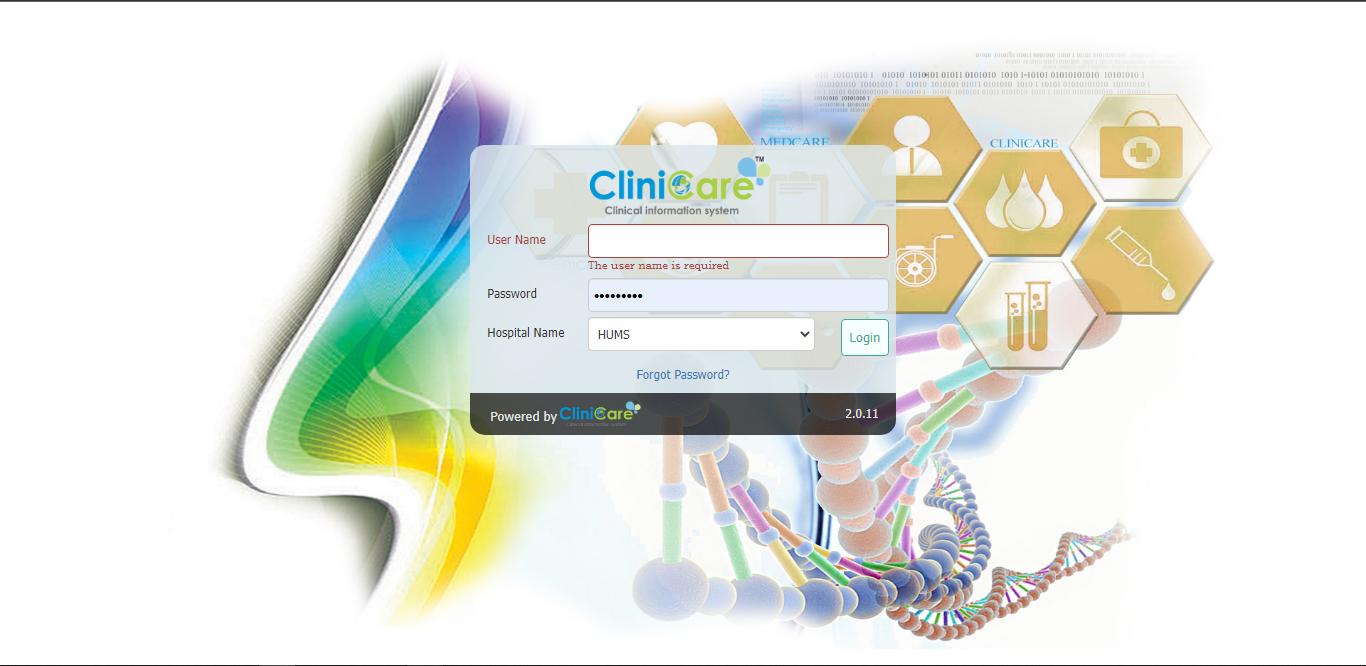 MEDCARE
CLINICARE
CliniCare™
Clinical information system
User Name
The user name is required
Password
•••••••••
Hospital Name
HUMS
Login
Forgot Password?
Powered by CliniCare
2.0.11